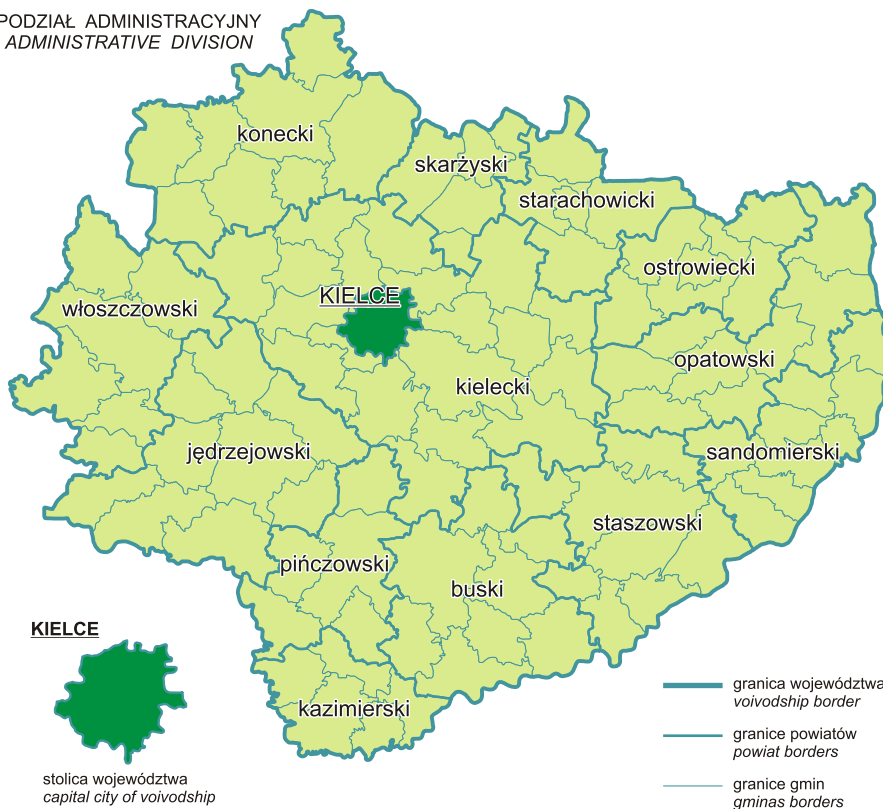 PODZIAŁ ADMINISTRACYJNY
ADMINISTRATIVE DIVISION
konecki
skarżyski
starachowicki
ostrowiecki
KIELCE
włoszczowski
opatowski
kielecki
jędrzejowski
sandomierski
staszowski
pińczowski
buski
KIELCE
kazimierski
stolica województwa
capital city of voivodship
granica województwa
voivodship border
granice powiatów
powiat borders
granice gmin
gminas borders